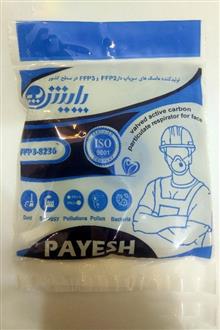 تولیدکننده ماسک های سوپاپ دار FFP2 و FFP3 در سطح کشور
پایش
valved active carbon
particulate respirator for face
FFP3-8236
ISO
9001
Dust
Pollutions
Pollen
Bacteria
PAYESH